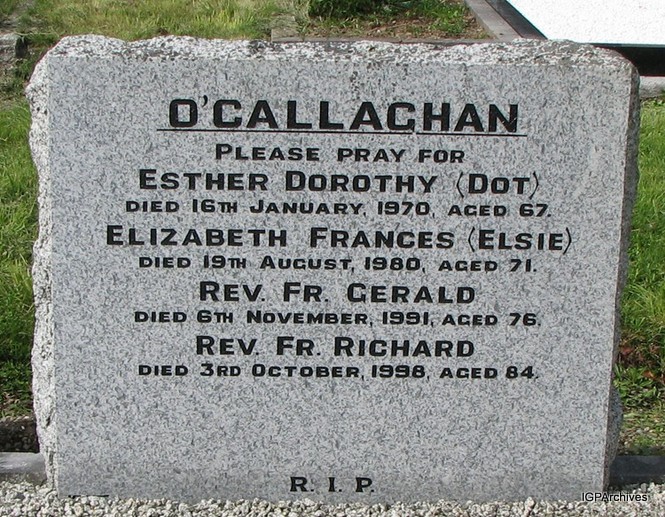 O'CALLAGHAN
PLEASE PRAY FOR
ESTHER DOROTHY (DOT)
DIED 16TH JANUARY, 1970, AGED 67.
ELIZABETH FRANCES (ELSIE)
DIED 19TH AUGUST, 1980, AGED 71.
REV. FR. GERALD
DIED 6TH NOVEMBER, 1991, AGED 76.
REV. FR. RICHARD
DIED 3RD OCTOBER, 1998, AGED 84.
R. I. P.
IGPArchives